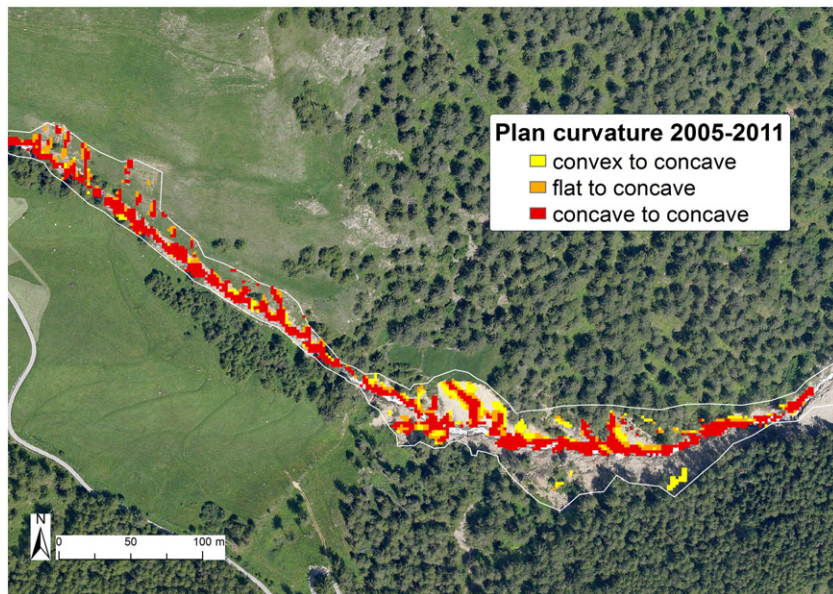 Plan curvature 2005-2011
convex to concave
flat to concave
concave to concave
N
0 50 100 m